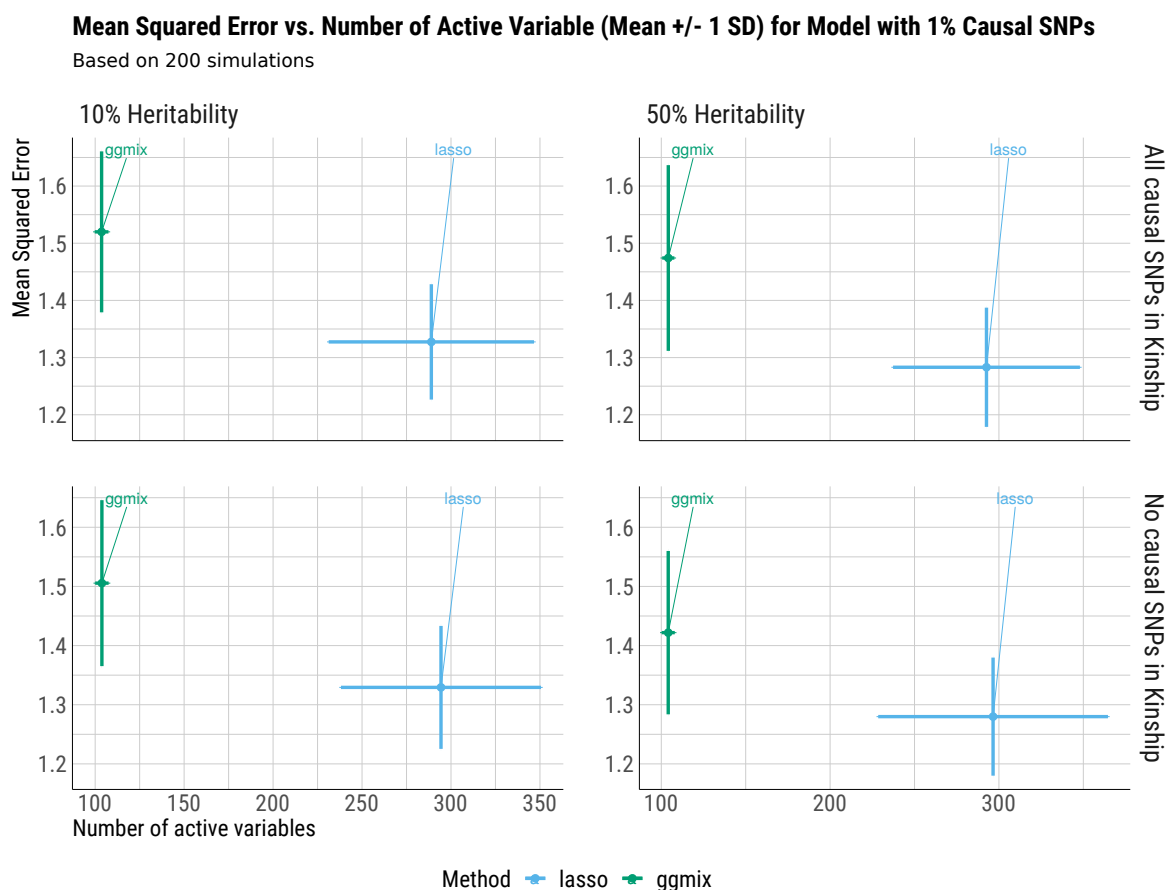 Mean Squared Error vs. Number of Active Variable (Mean +/- 1 SD) for Model with 1% Causal SNPs
Based on 200 simulations
10% Heritability
50% Heritability
Mean Squared Error
ggmix
lasso
1.6
1.5
1.4
1.3
1.2
ggmix
lasso
1.6
1.5
1.4
1.3
1.2
All causal SNPs in Kinship
ggmix
lasso
1.6
1.5
1.4
1.3
1.2
100 150 200 250 300 350
ggmix
lasso
1.6
1.5
1.4
1.3
1.2
100 200 300
No causal SNPs in Kinship
Number of active variables
Method lasso ggmix